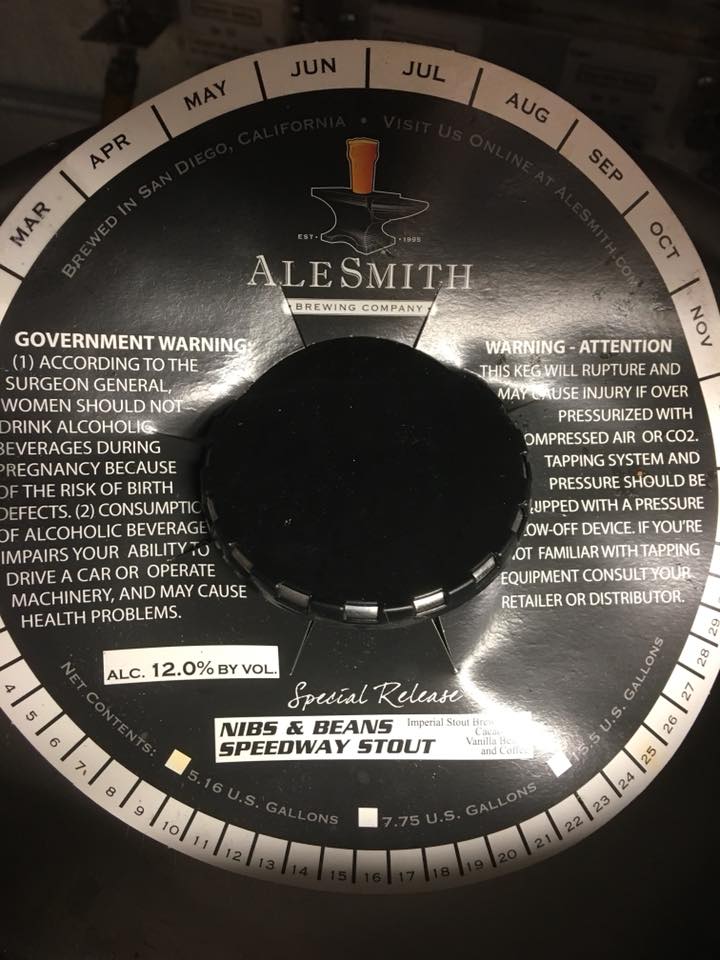 MAR
APR
MAY
JUN
JUL
AUG
SEP
OCT
NOV
BREWED IN SAN DIEGO, CALIFORNIA • VISIT US ONLINE AT ALESMITH.COM
EST• •1995
ALESMITH
• BREWING COMPANY •
GOVERNMENT WARNING:
(1) ACCORDING TO THE
SURGEON GENERAL,
WOMEN SHOULD NOT
DRINK ALCOHOLIC
BEVERAGES DURING
PREGNANCY BECAUSE
OF THE RISK OF BIRTH
DEFECTS. (2) CONSUMPTIO
OF ALCOHOLIC BEVERAGE
IMPAIRS YOUR ABILITY TO
DRIVE A CAR OR OPERATE
MACHINERY, AND MAY CAUSE
HEALTH PROBLEMS.
WARNING - ATTENTION
THIS KEG WILL RUPTURE AND
MAY CAUSE INJURY IF OVER
PRESSURIZED WITH
OMPRESSED AIR OR CO2.
TAPPING SYSTEM AND
PRESSURE SHOULD BE
UIPPED WITH A PRESSURE
OW-OFF DEVICE. IF YOU'RE
OT FAMILIAR WITH TAPPING
EQUIPMENT CONSULT YOUR
RETAILER OR DISTRIBUTOR.
ALC. 12.0% BY VOL.
Special Release
NIBS & BEANS
SPEEDWAY STOUT
Imperial Stout Brew
Caca
Vanilla Be
and Coffe
NET CONTENTS:
5.16 U.S. GALLONS
7.75 U.S. GALLONS
5.5 U.S. GALLONS
4 5 6 7 8 9 10 11 12 13 14 15 16 17 18 19 20 21 22 23 24 25 26 27 28 29